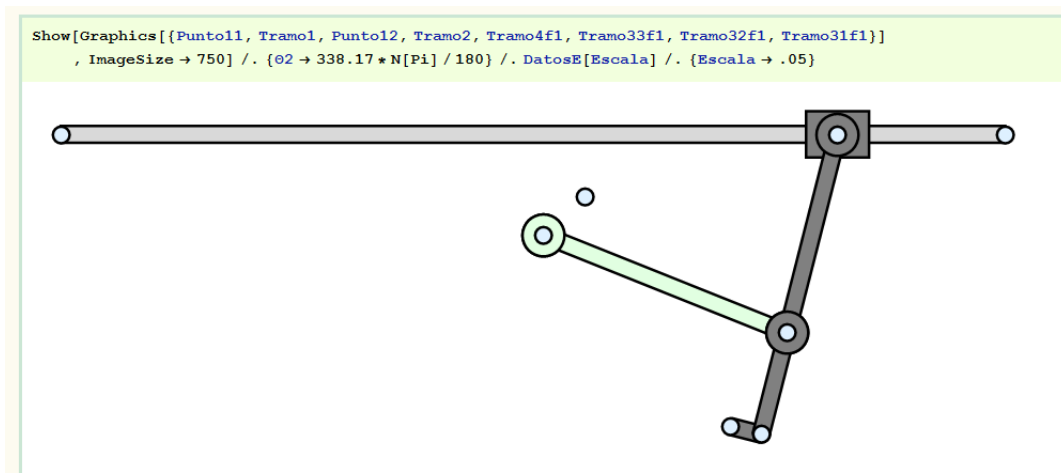 Show[Graphics[{Punto11, Tramo1, Punto12, Tramo2, Tramo4f1, Tramo33f1, Tramo32f1, Tramo31f1}]
, ImageSize → 750] /. {θ2 → 338.17 * N[Pi] / 180} /. DatosE[Escala] /. {Escala → .05}